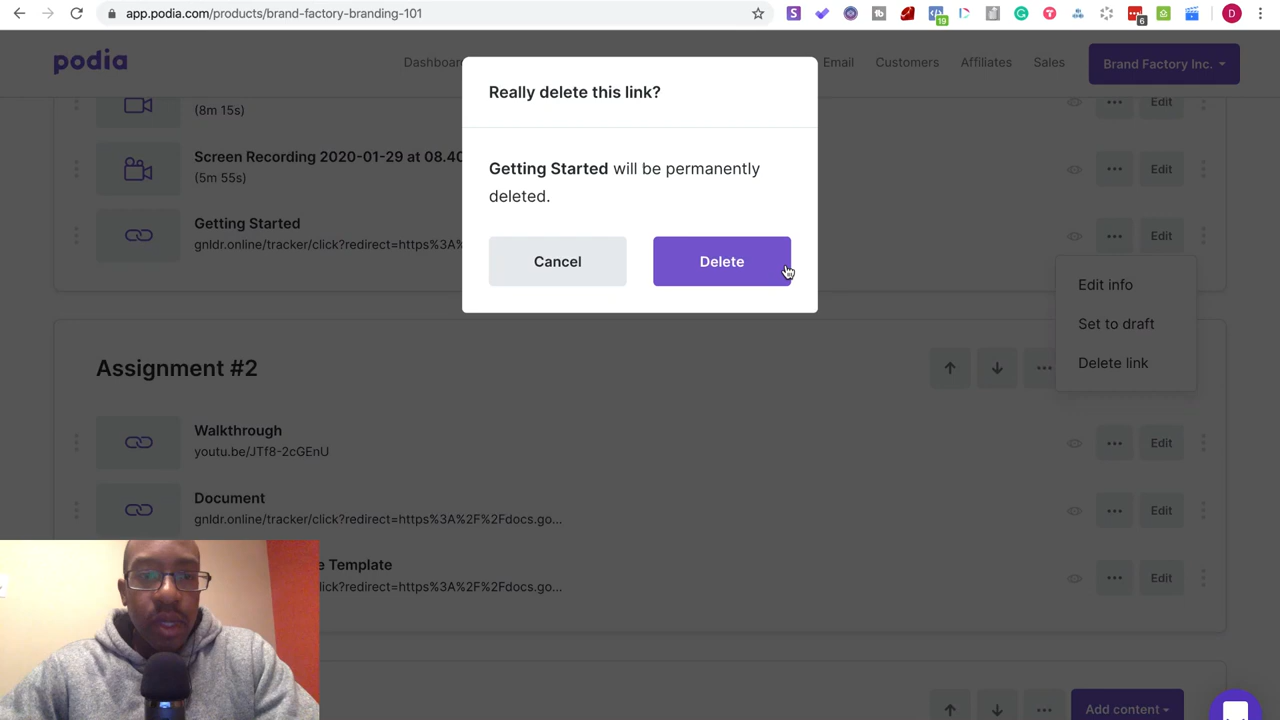 app.podia.com/products/brand-factory-branding-101
19
6
D
podia
Email
Customers
Affiliates
Sales
Brand Factory Inc.
Really delete this link?
Getting Started will be permanently
deleted.
Cancel
Delete
(8m 15s)
Edit
Screen Recording 2020-01-29 at 08.40
(5m 55s)
Edit
Getting Started
gnldr.online/tracker/click?redirect=https%3A%
Edit
Edit info
Set to draft
Delete link
Assignment #2
Walkthrough
youtu.be/JTf8-2cGEnU
Edit
Document
gnldr.online/tracker/click?redirect=https%3A%2F%2Fdocs.go...
Edit
Template
click?redirect=https%3A%2F%2Fdocs.go...
Edit
Add content